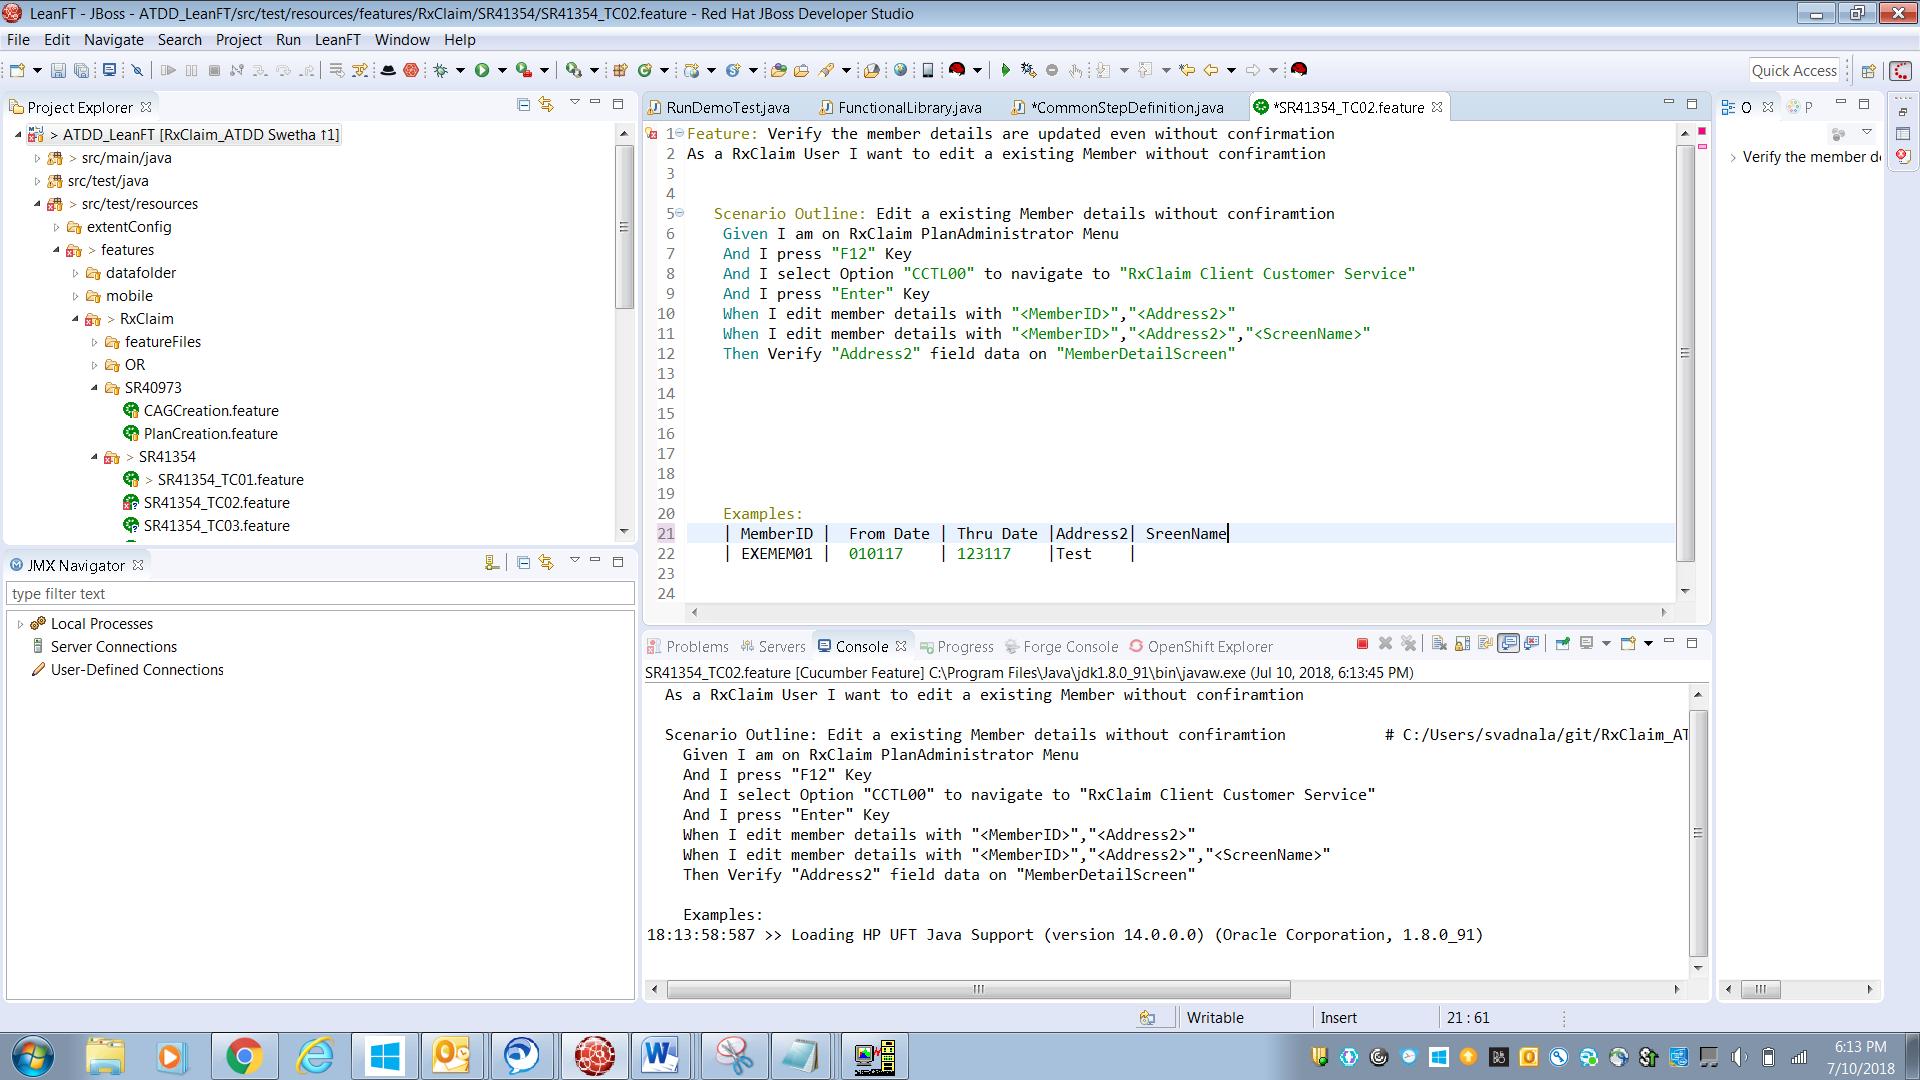 LeanFT - JBoss - ATDD_LeanFT/src/test/resources/features/RxClaim/SR41354/SR41354_TC02.feature - Red Hat JBoss Developer Studio
File Edit Navigate Search Project Run LeanFT Window Help
Quick Access
Project Explorer
> ATDD_LeanFT [RxClaim_ATDD Swetha ↑1]
> src/main/java
> src/test/java
> src/test/resources
extentConfig
> features
datafolder
mobile
> RxClaim
featureFiles
OR
SR40973
CAGCreation.feature
PlanCreation.feature
> SR41354
> SR41354_TC01.feature
SR41354_TC02.feature
SR41354_TC03.feature
JMX Navigator
type filter text
Local Processes
Server Connections
User-Defined Connections
RunDemoTest.java FunctionalLibrary.java *CommonStepDefinition.java *SR41354_TC02.feature
1 Feature: Verify the member details are updated even without confirmation
2 As a RxClaim User I want to edit a existing Member without confiramtion
3
4
5 Scenario Outline: Edit a existing Member details without confiramtion
6 Given I am on RxClaim PlanAdministrator Menu
7 And I press "F12" Key
8 And I select Option "CCTL00" to navigate to "RxClaim Client Customer Service"
9 And I press "Enter" Key
10 When I edit member details with "<MemberID>","<Address2>"
11 When I edit member details with "<MemberID>","<Address2>","<ScreenName>"
12 Then Verify "Address2" field data on "MemberDetailScreen"
13
14
15
16
17
18
19
20 Examples:
21 | MemberID | From Date | Thru Date |Address2| SreenName
22 | EXEMEM01 | 010117 | 123117 |Test |
23
24
O P
Verify the member de
Problems Servers Console Progress Forge Console OpenShift Explorer
SR41354_TC02.feature [Cucumber Feature] C:\Program Files\Java\jdk1.8.0_91\bin\javaw.exe (Jul 10, 2018, 6:13:45 PM)
As a RxClaim User I want to edit a existing Member without confiramtion
Scenario Outline: Edit a existing Member details without confiramtion # C:/Users/svadnala/git/RxClaim_AT
Given I am on RxClaim PlanAdministrator Menu
And I press "F12" Key
And I select Option "CCTL00" to navigate to "RxClaim Client Customer Service"
And I press "Enter" Key
When I edit member details with "<MemberID>","<Address2>"
When I edit member details with "<MemberID>","<Address2>","<ScreenName>"
Then Verify "Address2" field data on "MemberDetailScreen"
Examples:
18:13:58:587 >> Loading HP UFT Java Support (version 14.0.0.0) (Oracle Corporation, 1.8.0_91)
Writable Insert 21 : 61
6:13 PM
7/10/2018